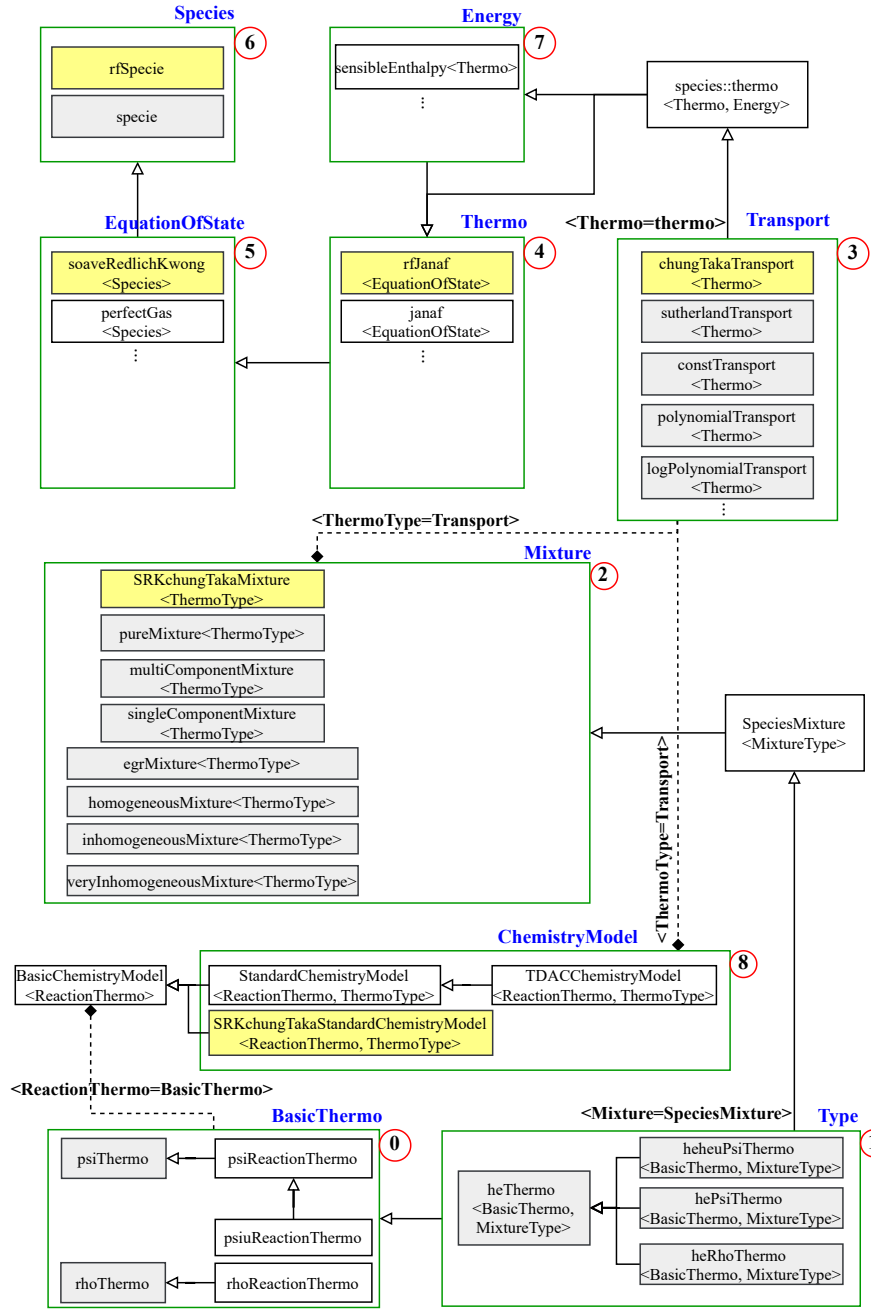 Species
6
rfSpecie
specie
Energy
7
sensibleEnthalpy<Thermo>
⋮
species::thermo
<Thermo, Energy>
EquationOfState
5
soaveRedlichKwong
<Species>
perfectGas
<Species>
⋮
Thermo
4
rfJanaf
<EquationOfState>
janaf
<EquationOfState>
⋮
<Thermo=thermo>
Transport
3
chungTakaTransport
<Thermo>
sutherlandTransport
<Thermo>
constTransport
<Thermo>
polynomialTransport
<Thermo>
logPolynomialTransport
<Thermo>
⋮
<ThermoType=Transport>
Mixture
2
SRKchungTakaMixture
<ThermoType>
pureMixture<ThermoType>
multiComponentMixture
<ThermoType>
singleComponentMixture
<ThermoType>
egrMixture<ThermoType>
homogeneousMixture<ThermoType>
inhomogeneousMixture<ThermoType>
veryInhomogeneousMixture<ThermoType>
<ThermoType=Transport>
SpeciesMixture
<MixtureType>
ChemistryModel
8
BasicChemistryModel
<ReactionThermo>
StandardChemistryModel
<ReactionThermo, ThermoType>
TDACChemistryModel
<ReactionThermo, ThermoType>
SRKchungTakaStandardChemistryModel
<ReactionThermo, ThermoType>
<ReactionThermo=BasicThermo>
BasicThermo
0
psiThermo
psiReactionThermo
psiuReactionThermo
rhoThermo
rhoReactionThermo
<Mixture=SpeciesMixture>
Type
1
heThermo
<BasicThermo,
MixtureType>
heheuPsiThermo
<BasicThermo, MixtureType>
hePsiThermo
<BasicThermo, MixtureType>
heRhoThermo
<BasicThermo, MixtureType>